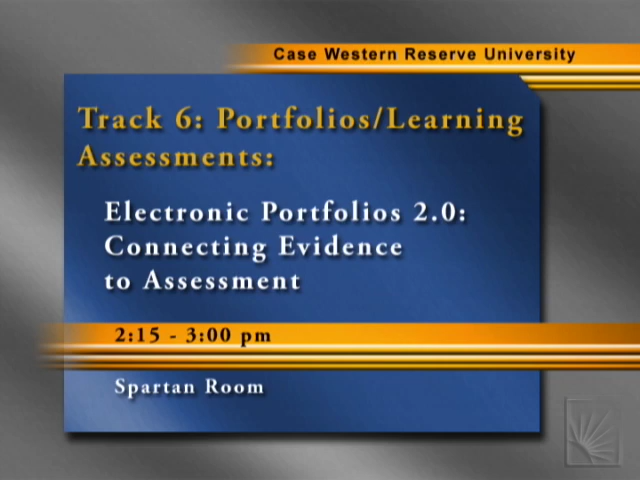 Case Western Reserve University
Track 6: Portfolios/Learning
Assessments:
Electronic Portfolios 2.0:
Connecting Evidence
to Assessment
2:15 - 3:00 pm
Spartan Room